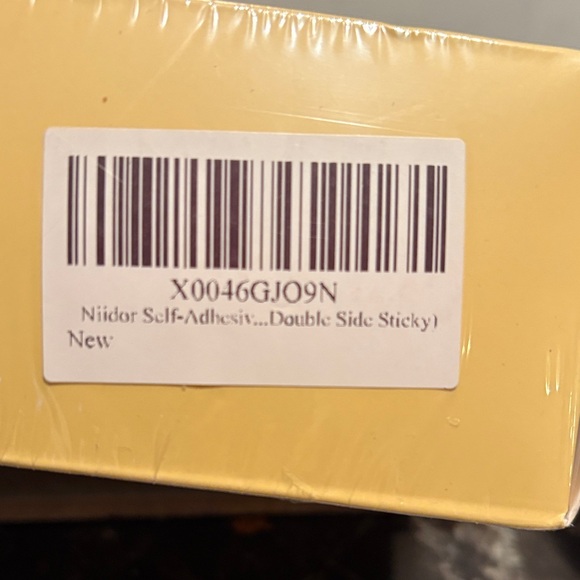 X0046GJO9N
Niidor Self-Adhesiv...Double Side Sticky)
New